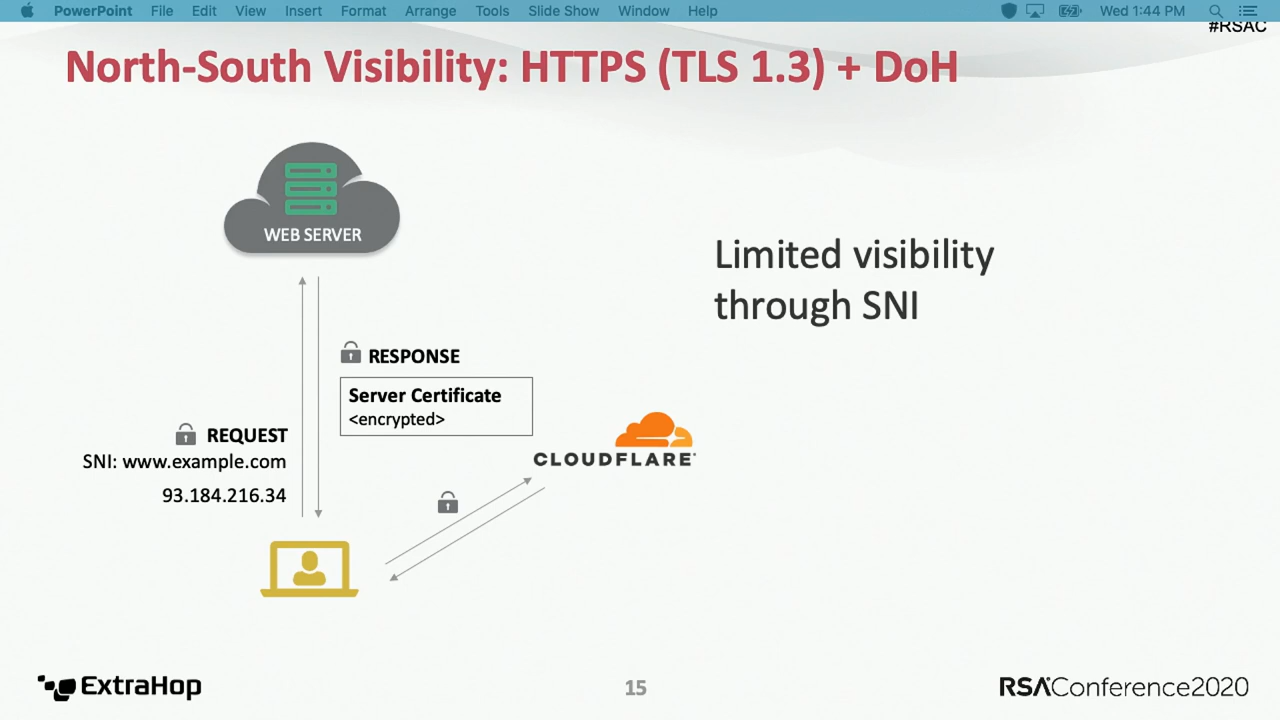 PowerPoint File Edit View Insert Format Arrange Tools Slide Show Window Help Wed 1:44 PM
#RSAC
North-South Visibility: HTTPS (TLS 1.3) + DoH
WEB SERVER
Limited visibility
through SNI
RESPONSE
Server Certificate
<encrypted>
REQUEST
SNI: www.example.com
93.184.216.34
CLOUDFLARE
ExtraHop
15
RSAConference2020